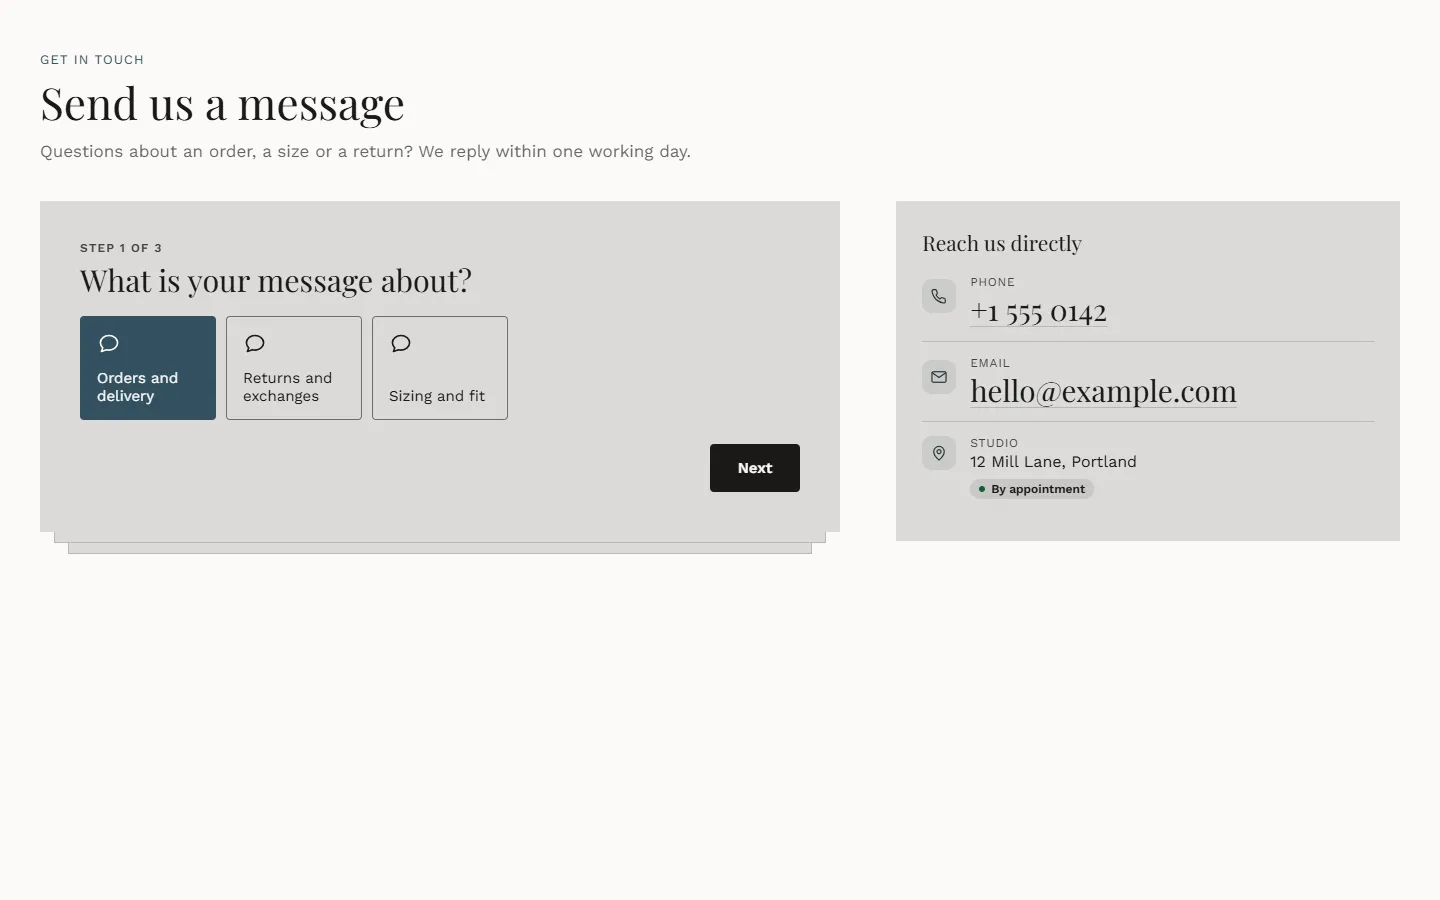 GET IN TOUCH
Send us a message
Questions about an order, a size or a return? We reply within one working day.
STEP 1 OF 3
What is your message about?
Orders and
delivery
Returns and
exchanges
Sizing and fit
Next
Reach us directly
PHONE
+1 555 0142
EMAIL
hello@example.com
STUDIO
12 Mill Lane, Portland
By appointment